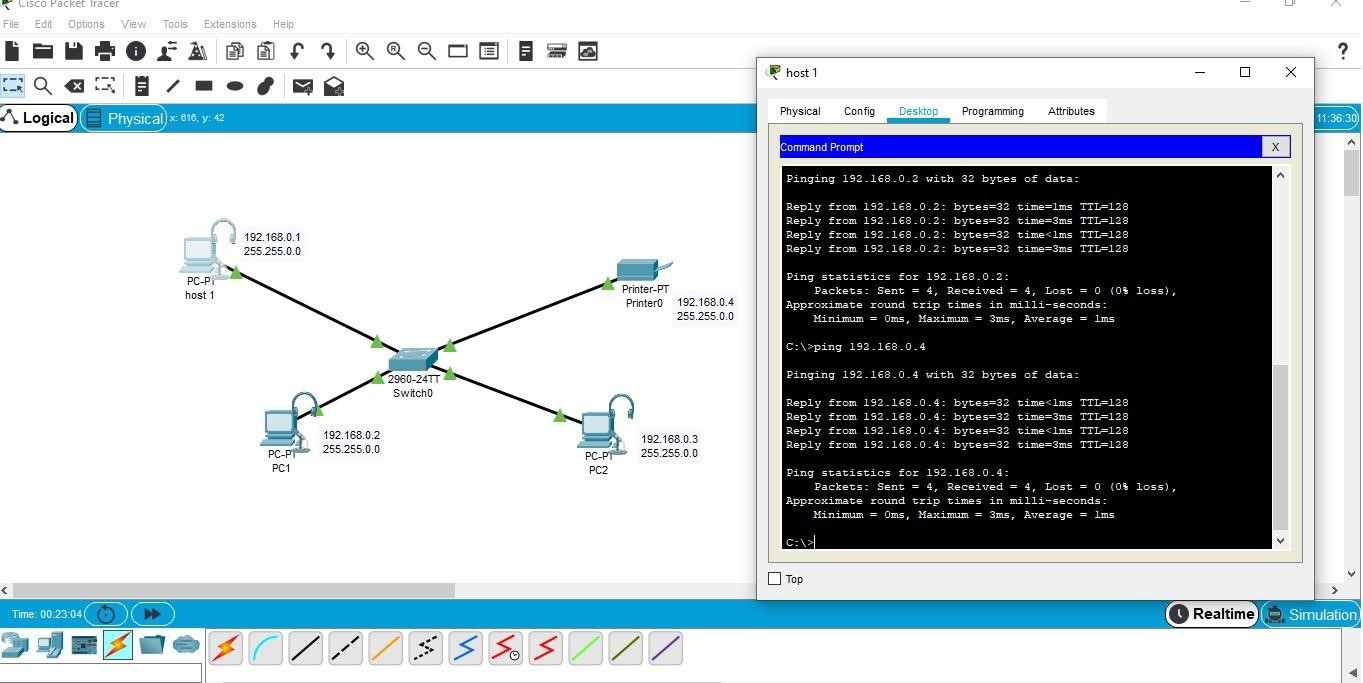 Cisco Packet Tracer
File Edit Options View Tools Extensions Help
?
Logical
Physical
x: 616, y: 42
11:36:30
192.168.0.1
255.255.0.0
PC-PT
host 1
Printer-PT
Printer0
192.168.0.4
255.255.0.0
2960-24TT
Switch0
192.168.0.2
255.255.0.0
PC-PT
PC1
192.168.0.3
255.255.0.0
PC-PT
PC2
host 1
Physical Config Desktop Programming Attributes
Command Prompt
X
Pinging 192.168.0.2 with 32 bytes of data:
Reply from 192.168.0.2: bytes=32 time=1ms TTL=128
Reply from 192.168.0.2: bytes=32 time=3ms TTL=128
Reply from 192.168.0.2: bytes=32 time<1ms TTL=128
Reply from 192.168.0.2: bytes=32 time=3ms TTL=128
Ping statistics for 192.168.0.2:
Packets: Sent = 4, Received = 4, Lost = 0 (0% loss),
Approximate round trip times in milli-seconds:
Minimum = 0ms, Maximum = 3ms, Average = 1ms
C:\>ping 192.168.0.4
Pinging 192.168.0.4 with 32 bytes of data:
Reply from 192.168.0.4: bytes=32 time<1ms TTL=128
Reply from 192.168.0.4: bytes=32 time=3ms TTL=128
Reply from 192.168.0.4: bytes=32 time<1ms TTL=128
Reply from 192.168.0.4: bytes=32 time=3ms TTL=128
Ping statistics for 192.168.0.4:
Packets: Sent = 4, Received = 4, Lost = 0 (0% loss),
Approximate round trip times in milli-seconds:
Minimum = 0ms, Maximum = 3ms, Average = 1ms
C:\>
Top
Time: 00:23:04
Realtime
Simulation